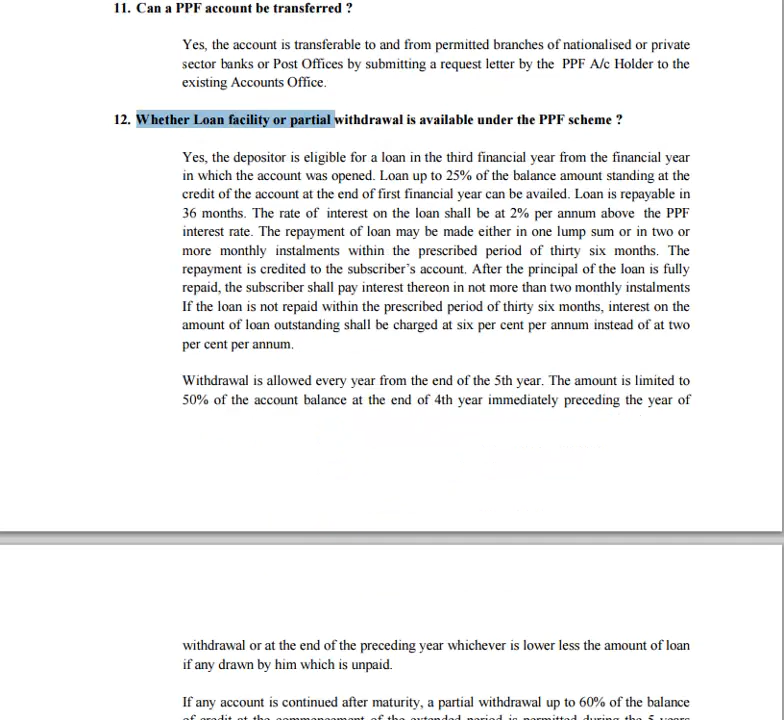 11. Can a PPF account be transferred ?
Yes, the account is transferable to and from permitted branches of nationalised or private
sector banks or Post Offices by submitting a request letter by the PPF A/c Holder to the
existing Accounts Office.
12. Whether Loan facility or partial withdrawal is available under the PPF scheme ?
Yes, the depositor is eligible for a loan in the third financial year from the financial year
in which the account was opened. Loan up to 25% of the balance amount standing at the
credit of the account at the end of first financial year can be availed. Loan is repayable in
36 months. The rate of interest on the loan shall be at 2% per annum above the PPF
interest rate. The repayment of loan may be made either in one lump sum or in two or
more monthly instalments within the prescribed period of thirty six months. The
repayment is credited to the subscriber's account. After the principal of the loan is fully
repaid, the subscriber shall pay interest thereon in not more than two monthly instalments
If the loan is not repaid within the prescribed period of thirty six months, interest on the
amount of loan outstanding shall be charged at six per cent per annum instead of at two
per cent per annum.
Withdrawal is allowed every year from the end of the 5th year. The amount is limited to
50% of the account balance at the end of 4th year immediately preceding the year of
withdrawal or at the end of the preceding year whichever is lower less the amount of loan
if any drawn by him which is unpaid.
If any account is continued after maturity, a partial withdrawal up to 60% of the balance
of credit at the commencement of the extended period is permitted during the 5 years